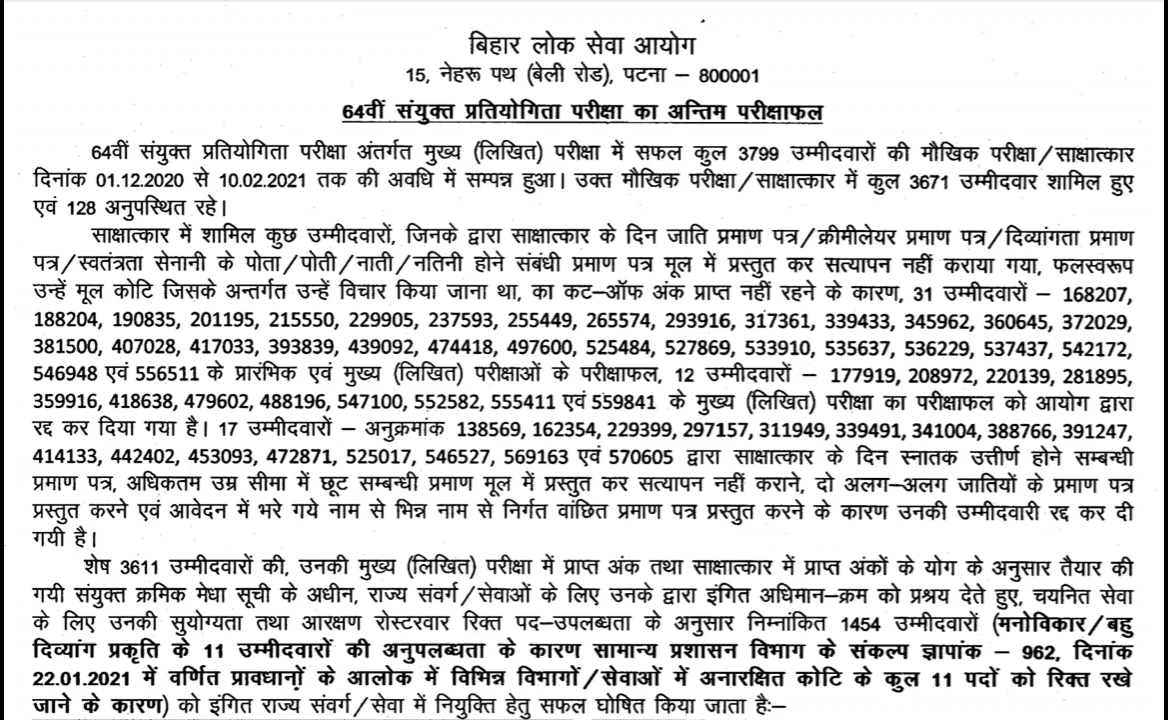 बिहार लोक सेवा आयोग
15, नेहरू पथ (बेली रोड), पटना – 800001
64वीं संयुक्त प्रतियोगिता परीक्षा का अन्तिम परीक्षाफल
64वीं संयुक्त प्रतियोगिता परीक्षा अंतर्गत मुख्य (लिखित) परीक्षा में सफल कुल 3799 उम्मीदवारों की मौखिक परीक्षा/साक्षात्कार
दिनांक 01.12.2020 से 10.02.2021 तक की अवधि में सम्पन्न हुआ। उक्त मौखिक परीक्षा/साक्षात्कार में कुल 3671 उम्मीदवार शामिल हुए
एवं 128 अनुपस्थित रहे।
साक्षात्कार में शामिल कुछ उम्मीदवारों, जिनके द्वारा साक्षात्कार के दिन जाति प्रमाण पत्र/क्रीमीलेयर प्रमाण पत्र/दिव्यांगता प्रमाण
पत्र/स्वतंत्रता सेनानी के पोता/पोती/नाती/नतिनी होने संबंधी प्रमाण पत्र मूल में प्रस्तुत कर सत्यापन नहीं कराया गया, फलस्वरूप
उन्हें मूल कोटि जिसके अन्तर्गत उन्हें विचार किया जाना था, का कट–ऑफ अंक प्राप्त नहीं रहने के कारण, 31 उम्मीदवारों – 168207,
188204, 190835, 201195, 215550, 229905, 237593, 255449, 265574, 293916, 317361, 339433, 345962, 360645, 372029,
381500, 407028, 417033, 393839, 439092, 474418, 497600, 525484, 527869, 533910, 535637, 536229, 537437, 542172,
546948 एवं 556511 के प्रारंभिक एवं मुख्य (लिखित) परीक्षाओं के परीक्षाफल, 12 उम्मीदवारों – 177919, 208972, 220139, 281895,
359916, 418638, 479602, 488196, 547100, 552582, 555411 एवं 559841 के मुख्य (लिखित) परीक्षा का परीक्षाफल को आयोग द्वारा
रद्द कर दिया गया है। 17 उम्मीदवारों – अनुक्रमांक 138569, 162354, 229399, 297157, 311949, 339491, 341004, 388766, 391247,
414133, 442402, 453093, 472871, 525017, 546527, 569163 एवं 570605 द्वारा साक्षात्कार के दिन स्नातक उत्तीर्ण होने सम्बन्धी
प्रमाण पत्र, अधिकतम उम्र सीमा में छूट सम्बन्धी प्रमाण मूल में प्रस्तुत कर सत्यापन नहीं कराने, दो अलग–अलग जातियों के प्रमाण पत्र
प्रस्तुत करने एवं आवेदन में भरे गये नाम से भिन्न नाम से निर्गत वांछित प्रमाण पत्र प्रस्तुत करने के कारण उनकी उम्मीदवारी रद्द कर दी
गयी है।
शेष 3611 उम्मीदवारों की, उनकी मुख्य (लिखित) परीक्षा में प्राप्त अंक तथा साक्षात्कार में प्राप्त अंकों के योग के अनुसार तैयार की
गयी संयुक्त क्रमिक मेधा सूची के अधीन, राज्य संवर्ग/सेवाओं के लिए उनके द्वारा इंगित अधिमान–क्रम को प्रश्रय देते हुए, चयनित सेवा
के लिए उनकी सुयोग्यता तथा आरक्षण रोस्टरवार रिक्त पद–उपलब्धता के अनुसार निम्नांकित 1454 उम्मीदवारों (मनोविकार/बहु
दिव्यांग प्रकृति के 11 उम्मीदवारों की अनुपलब्धता के कारण सामान्य प्रशासन विभाग के संकल्प ज्ञापांक – 962, दिनांक
22.01.2021 में वर्णित प्रावधानों के आलोक में विभिन्न विभागों/सेवाओं में अनारक्षित कोटि के कुल 11 पदों को रिक्त रखे
जाने के कारण) को इंगित राज्य संवर्ग/सेवा में नियुक्ति हेतु सफल घोषित किया जाता है:–